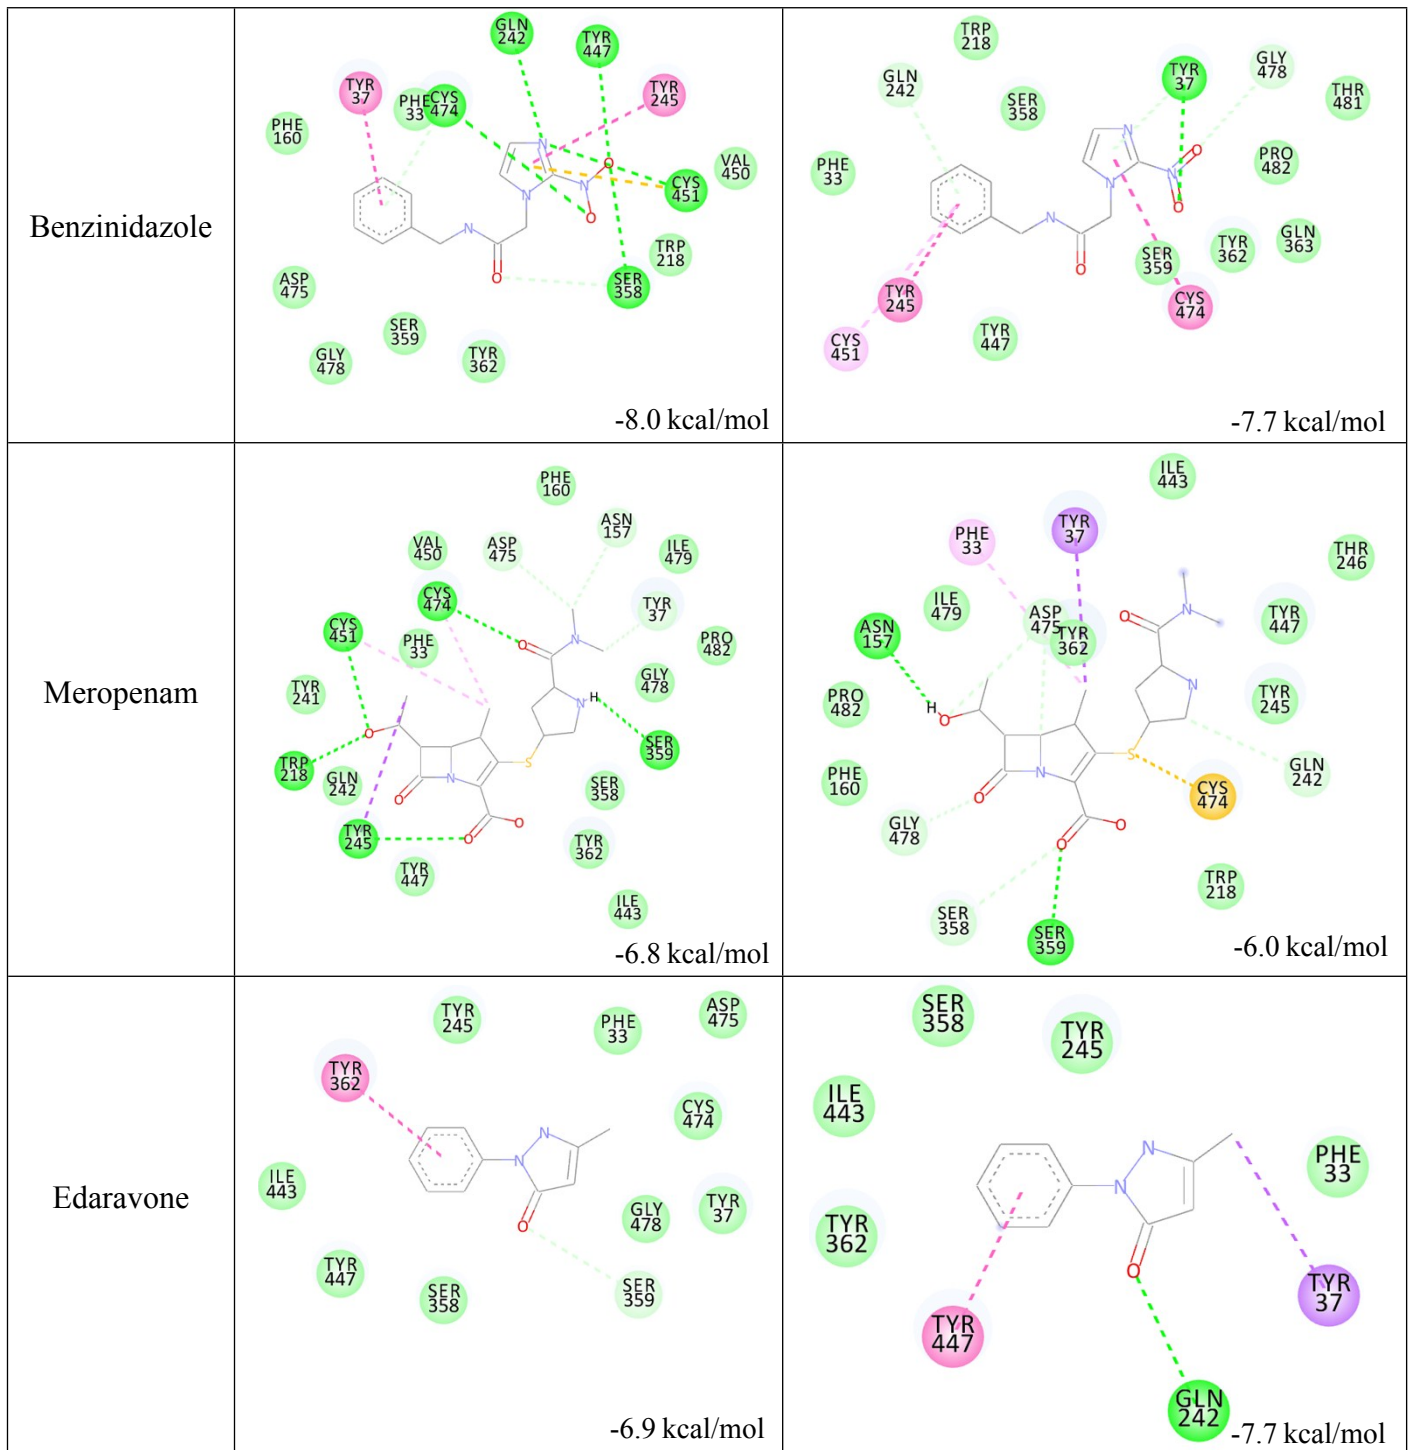 Benzinidazole
GLN
242
TYR
447
TYR
37
PHE
33
CYS
474
TYR
245
PHE
160
VAL
450
CYS
451
TRP
218
SER
358
ASP
475
SER
359
GLY
478
TYR
362
N
N
N
O
O
N
O
-8.0 kcal/mol
TRP
218
GLN
242
SER
358
TYR
37
GLY
478
THR
481
PHE
33
PRO
482
GLN
363
TYR
362
SER
359
CYS
474
TYR
245
CYS
451
TYR
447
N
N
N
O
O
N
O
-7.7 kcal/mol
Meropenam
PHE
160
ASN
157
VAL
450
ASP
475
ILE
479
CYS
474
TYR
37
CYS
451
PHE
33
PRO
482
GLY
478
TYR
241
SER
359
TRP
218
GLN
242
SER
358
TYR
245
TYR
362
TYR
447
ILE
443
O
N
H
N
O
S
N
O
O
O
-6.8 kcal/mol
ILE
443
TYR
37
PHE
33
THR
246
ILE
479
ASP
475
TYR
362
TYR
447
ASN
157
PRO
482
TYR
245
PHE
160
GLN
242
CYS
474
GLY
478
TRP
218
SER
358
SER
359
O
N
N
H
O
S
O
N
O
O
-6.0 kcal/mol
Edaravone
TYR
245
PHE
33
ASP
475
TYR
362
CYS
474
ILE
443
GLY
478
TYR
37
TYR
447
SER
358
SER
359
N
N
O
-6.9 kcal/mol
SER
358
TYR
245
ILE
443
PHE
33
TYR
362
TYR
37
TYR
447
GLN
242
N
N
O
-7.7 kcal/mol